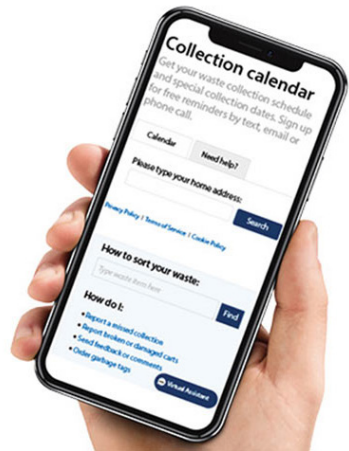 Collection calendar
Get your waste collection schedule
and special collection dates. Sign up
for free reminders by text, email or
phone call.
Calendar
Need help?
Please type your home address:
Search
Privacy Policy | Terms of Service | Cookie Policy
How to sort your waste:
Type waste item here
Find
How do I:
• Report a missed collection
• Report broken or damaged carts
• Send feedback or comments
• Order garbage tags
Virtual Assistant